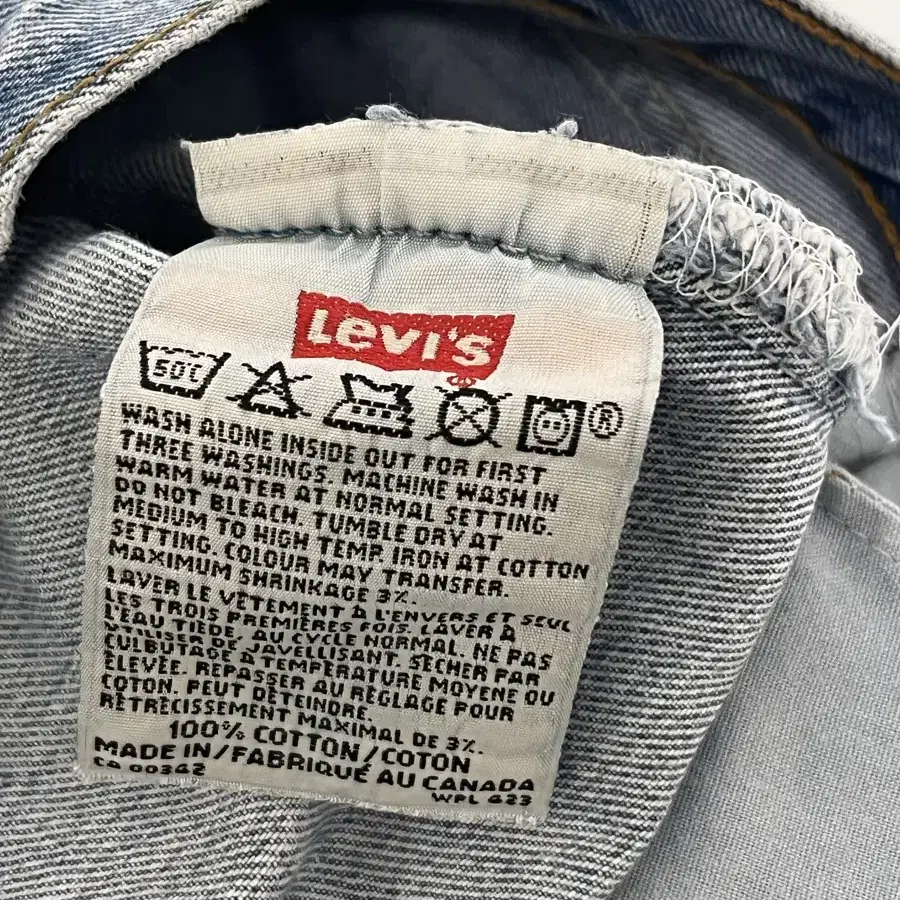 Levi's
50°C
®
WASH ALONE INSIDE OUT FOR FIRST
THREE WASHINGS. MACHINE WASH IN
WARM WATER AT NORMAL SETTING.
DO NOT BLEACH. TUMBLE DRY AT
MEDIUM TO HIGH TEMP. IRON AT COTTON
SETTING. COLOUR MAY TRANSFER.
MAXIMUM SHRINKAGE 3%.
LAVER LE VÊTEMENT À L'ENVERS ET SEUL
LES TROIS PREMIÈRES FOIS. LAVER À
L'EAU TIÈDE, AU CYCLE NORMAL. NE PAS
UTILISER DE JAVELLISANT. SÉCHER PAR
CULBUTAGE À TEMPÉRATURE MOYENNE OU
ÉLEVÉE. REPASSER AU RÉGLAGE POUR
COTON. PEUT DÉTEINDRE.
RÉTRÉCISSEMENT MAXIMAL DE 3%.
100% COTTON/COTON
MADE IN/FABRIQUÉ AU CANADA
CA 00342
WPL 423